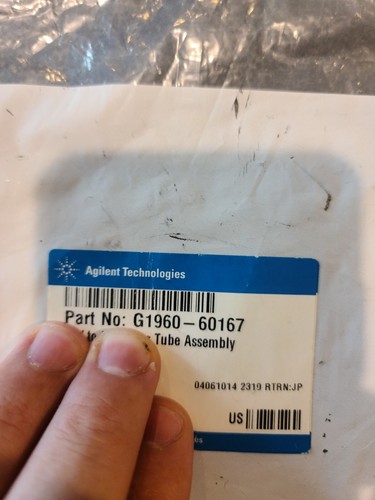 Agilent Technologies
Part No: G1960-60167
Tube Assembly
04061014 2319 RTRN:JP
US